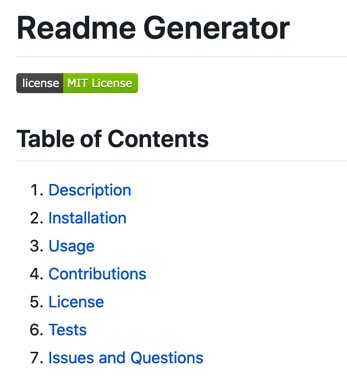 Readme Generator
license MIT License
Table of Contents
1. Description
2. Installation
3. Usage
4. Contributions
5. License
6. Tests
7. Issues and Questions